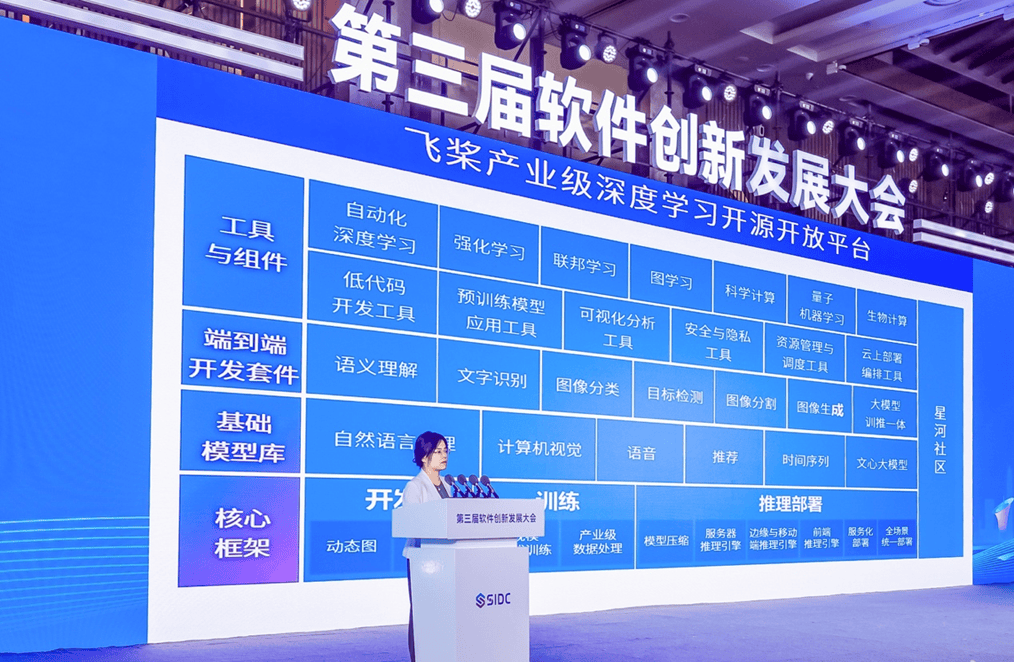 第三届软件创新发展大会
飞桨产业级深度学习开源开放平台
工具
与组件
自动化
深度学习
强化学习
联邦学习
图学习
科学计算
量子
机器学习
生物计算
低代码
开发工具
预训练模型
应用工具
可视化分析
工具
安全与隐私
工具
资源管理与
调度工具
云上部署
编排工具
端到端
开发套件
语义理解
文字识别
图像分类
目标检测
图像分割
图像生成
大模型
训推一体
基础
模型库
自然语言
理
计算机视觉
语音
推荐
时间序列
文心大模型
星河社区
核心
框架
开
训练
推理部署
动态图
训练
产业级
数据处理
模型压缩
服务器
推理引擎
边缘与移动
端推理引擎
前端
推理引擎
服务化
部署
全场景
统一部署
第三届软件创新发展大会
SIDC